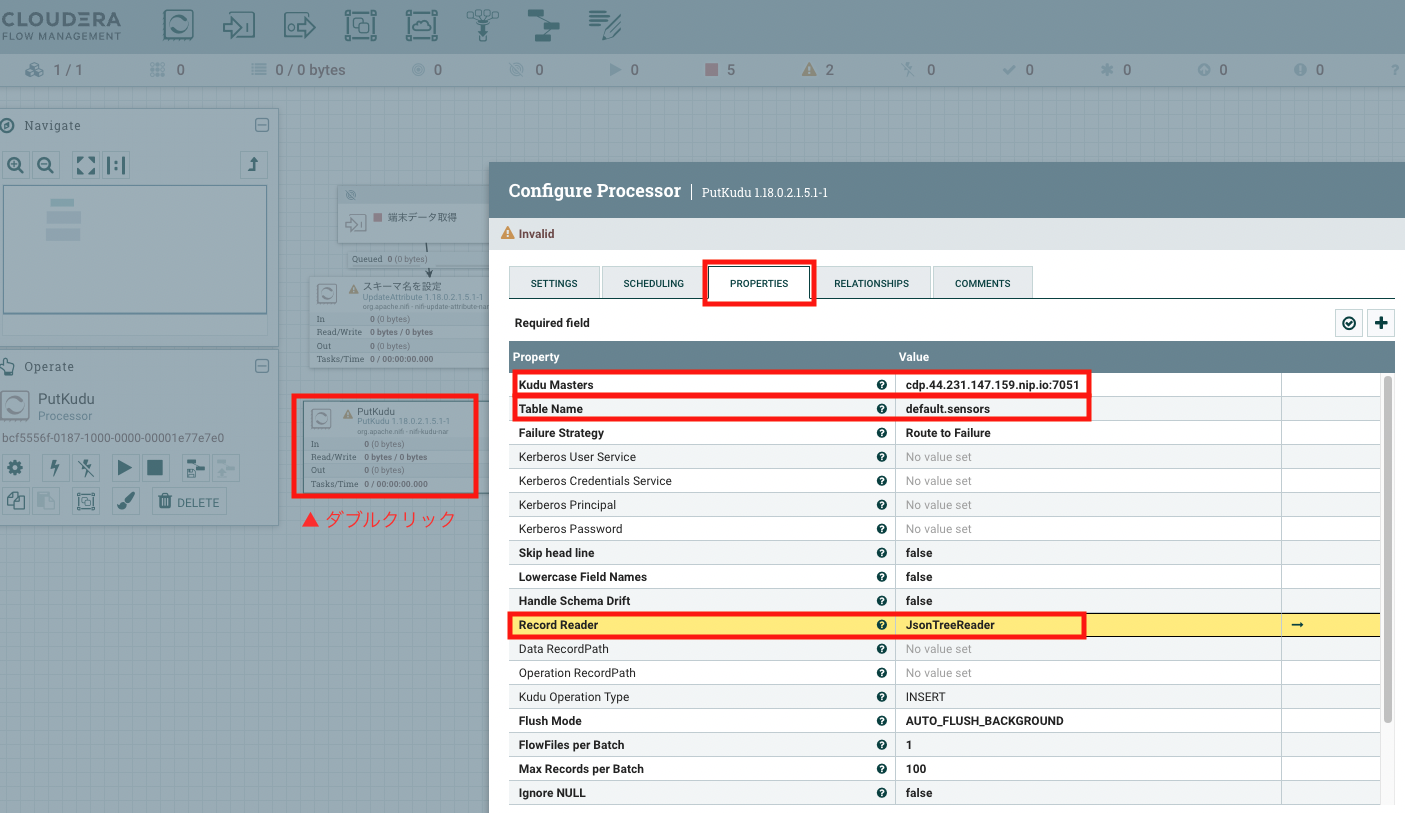 CLOUDERA
FLOW MANAGEMENT
1 / 1
0
0 / 0 bytes
0
0
0
5
2
0
0
0
0
0
?
Navigate
Operate
PutKudu
Processor
bcf5556f-0187-1000-0000-00001e77e7e0
DELETE
端末データ取得
Queued 0 (0 bytes)
スキーマ名を設定
UpdateAttribute 1.18.0.2.1.5.1-1
org.apache.nifi - nifi-update-attribute-nar
In 0 (0 bytes)
Read/Write 0 bytes / 0 bytes
Out 0 (0 bytes)
Tasks/Time 0 / 00:00:00.000
PutKudu
PutKudu 1.18.0.2.1.5.1-1
org.apache.nifi - nifi-kudu-nar
In 0 (0 bytes)
Read/Write 0 bytes / 0 bytes
Out 0 (0 bytes)
Tasks/Time 0 / 00:00:00.000
▲ ダブルクリック
Configure Processor | PutKudu 1.18.0.2.1.5.1-1
Invalid
SETTINGS SCHEDULING PROPERTIES RELATIONSHIPS COMMENTS
Required field
Property Value
Kudu Masters cdp.44.231.147.159.nip.io:7051
Table Name default.sensors
Failure Strategy Route to Failure
Kerberos User Service No value set
Kerberos Credentials Service No value set
Kerberos Principal No value set
Kerberos Password No value set
Skip head line false
Lowercase Field Names false
Handle Schema Drift false
Record Reader JsonTreeReader
Data RecordPath No value set
Operation RecordPath No value set
Kudu Operation Type INSERT
Flush Mode AUTO_FLUSH_BACKGROUND
FlowFiles per Batch 1
Max Records per Batch 100
Ignore NULL false